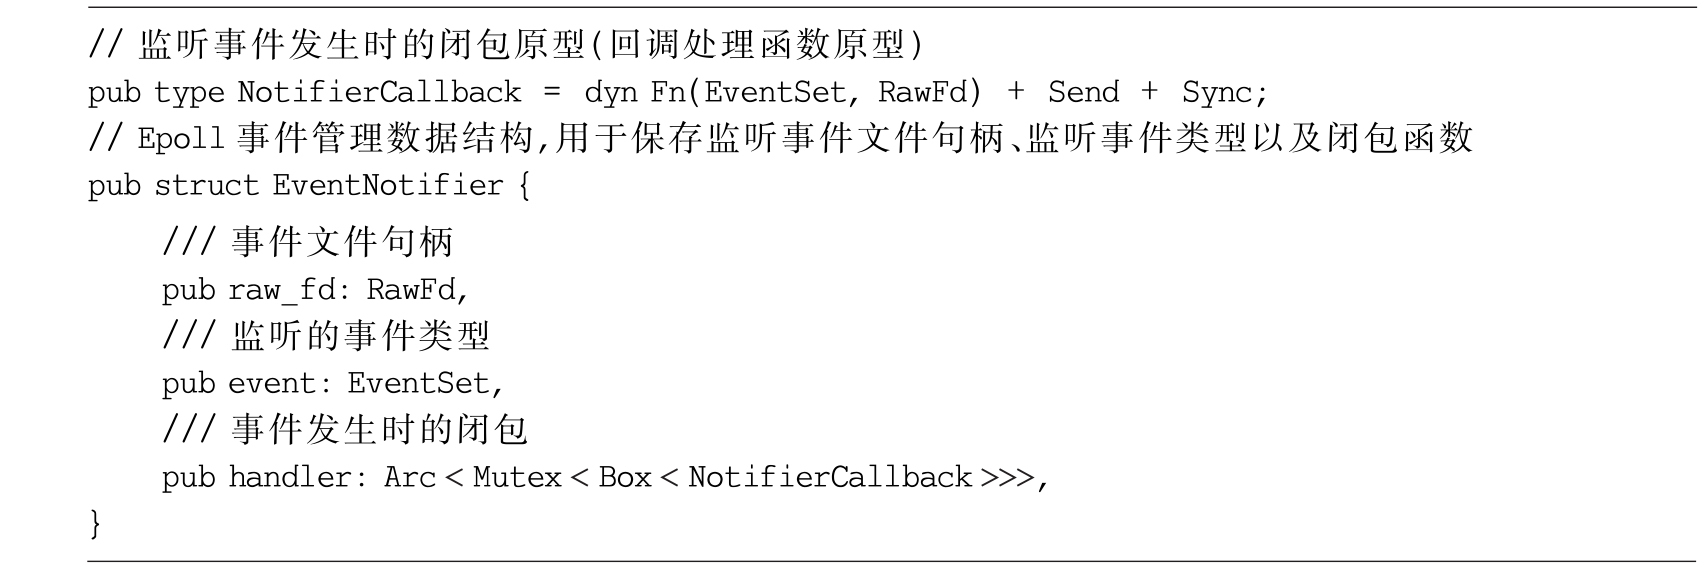 // 监听事件发生时的闭包原型(回调处理函数原型)
pub type NotifierCallback = dyn Fn(EventSet, RawFd) + Send + Sync;
// Epoll 事件管理数据结构,用于保存监听事件文件句柄、监听事件类型以及闭包函数
pub struct EventNotifier {
    /// 事件文件句柄
    pub raw_fd: RawFd,
    /// 监听的事件类型
    pub event: EventSet,
    /// 事件发生时的闭包
    pub handler: Arc<Mutex<Box<NotifierCallback>>>,
}